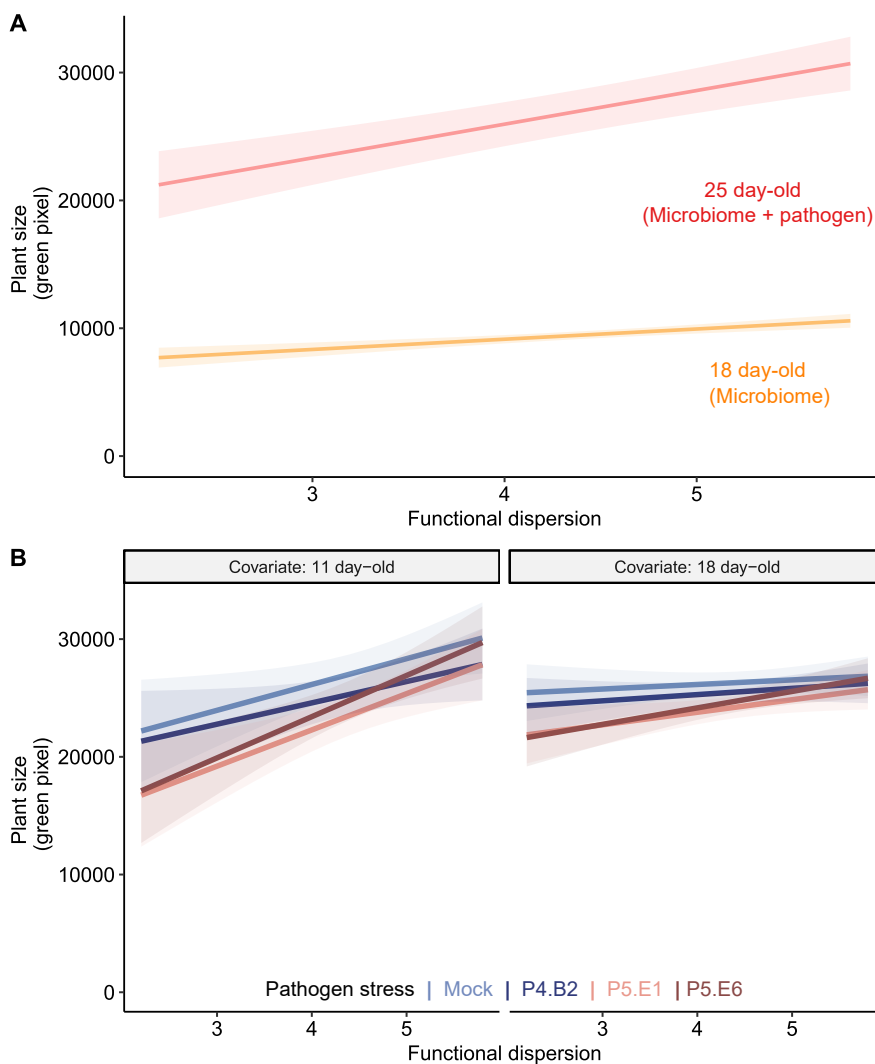 A
30000
20000
10000
0
Plant size
(green pixel)
25 day-old
(Microbiome + pathogen)
18 day-old
(Microbiome)
3 4 5
Functional dispersion
B
Covariate: 11 day−old
Covariate: 18 day−old
30000
20000
10000
0
Plant size
(green pixel)
Pathogen stress | Mock | P4.B2 | P5.E1 | P5.E6
3 4 5
3 4 5
Functional dispersion